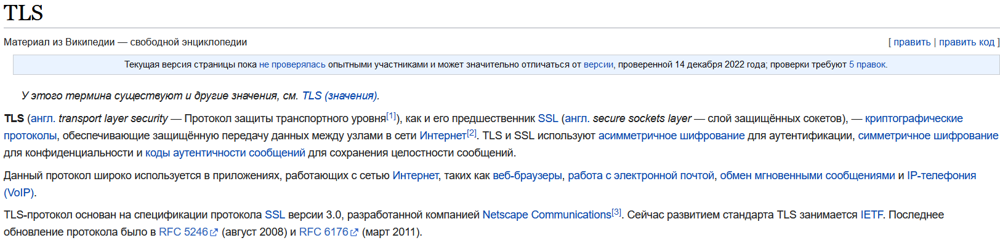 TLS
Материал из Википедии — свободной энциклопедии
[ править | править код ]
Текущая версия страницы пока не проверялась опытными участниками и может значительно отличаться от версии, проверенной 14 декабря 2022 года; проверки требуют 5 правок.
У этого термина существуют и другие значения, см. TLS (значения).
TLS (англ. transport layer security — Протокол защиты транспортного уровня[1]), как и его предшественник SSL (англ. secure sockets layer — слой защищённых сокетов), — криптографические
протоколы, обеспечивающие защищённую передачу данных между узлами в сети Интернет[2]. TLS и SSL используют асимметричное шифрование для аутентификации, симметричное шифрование
для конфиденциальности и коды аутентичности сообщений для сохранения целостности сообщений.
Данный протокол широко используется в приложениях, работающих с сетью Интернет, таких как веб-браузеры, работа с электронной почтой, обмен мгновенными сообщениями и IP-телефония
(VoIP).
TLS-протокол основан на спецификации протокола SSL версии 3.0, разработанной компанией Netscape Communications[3]. Сейчас развитием стандарта TLS занимается IETF. Последнее
обновление протокола было в RFC 5246 (август 2008) и RFC 6176 (март 2011).